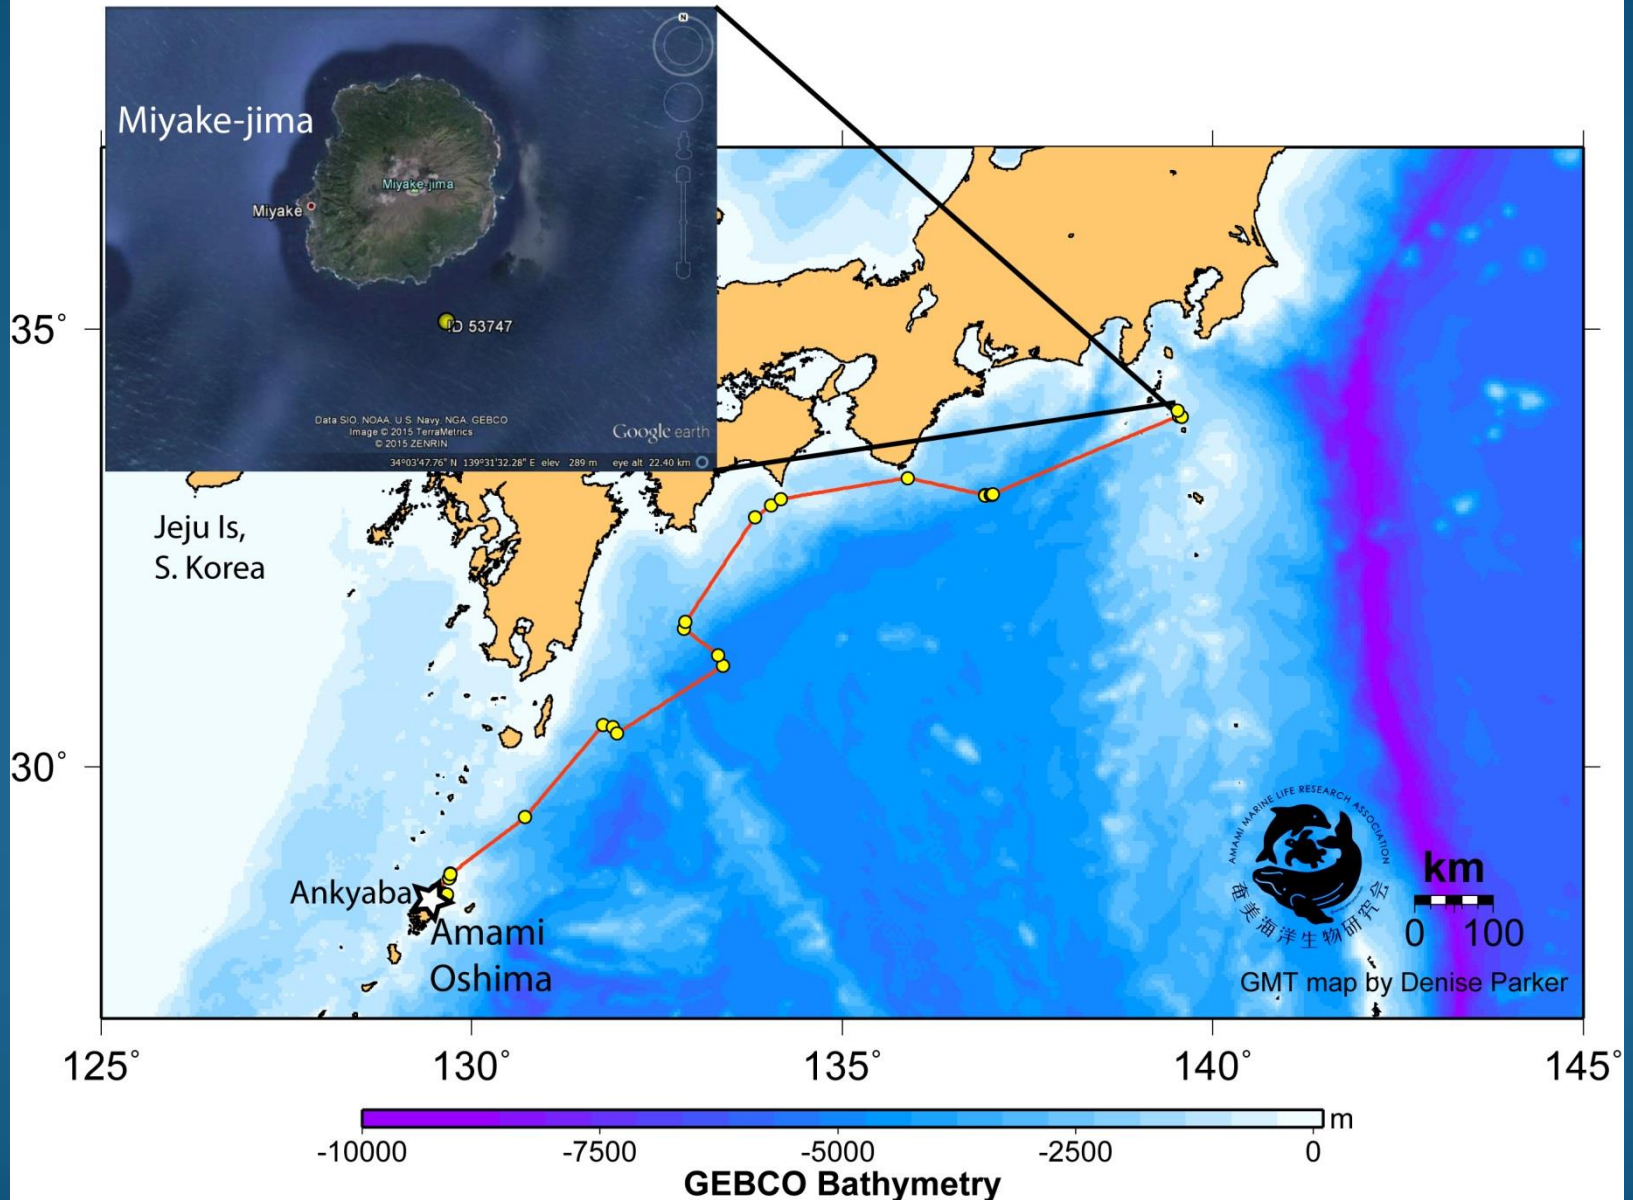 N
Miyake-jima
Miyake-jima
Miyake
ID 53747
Data SIO, NOAA, U.S. Navy, NGA, GEBCO
Image © 2015 TerraMetrics
© 2015 ZENRIN
Google earth
34°03'47.76" N 139°31'32.28" E elev 289 m eye alt 22.40 km
35°
Jeju Is,
S. Korea
30°
Ankyaba
Amami
Oshima
AMAMI MARINE LIFE RESEARCH ASSOCIATION
奄美海洋生物研究会
km
0 100
GMT map by Denise Parker
125° 130° 135° 140° 145°
m
-10000 -7500 -5000 -2500 0
GEBCO Bathymetry